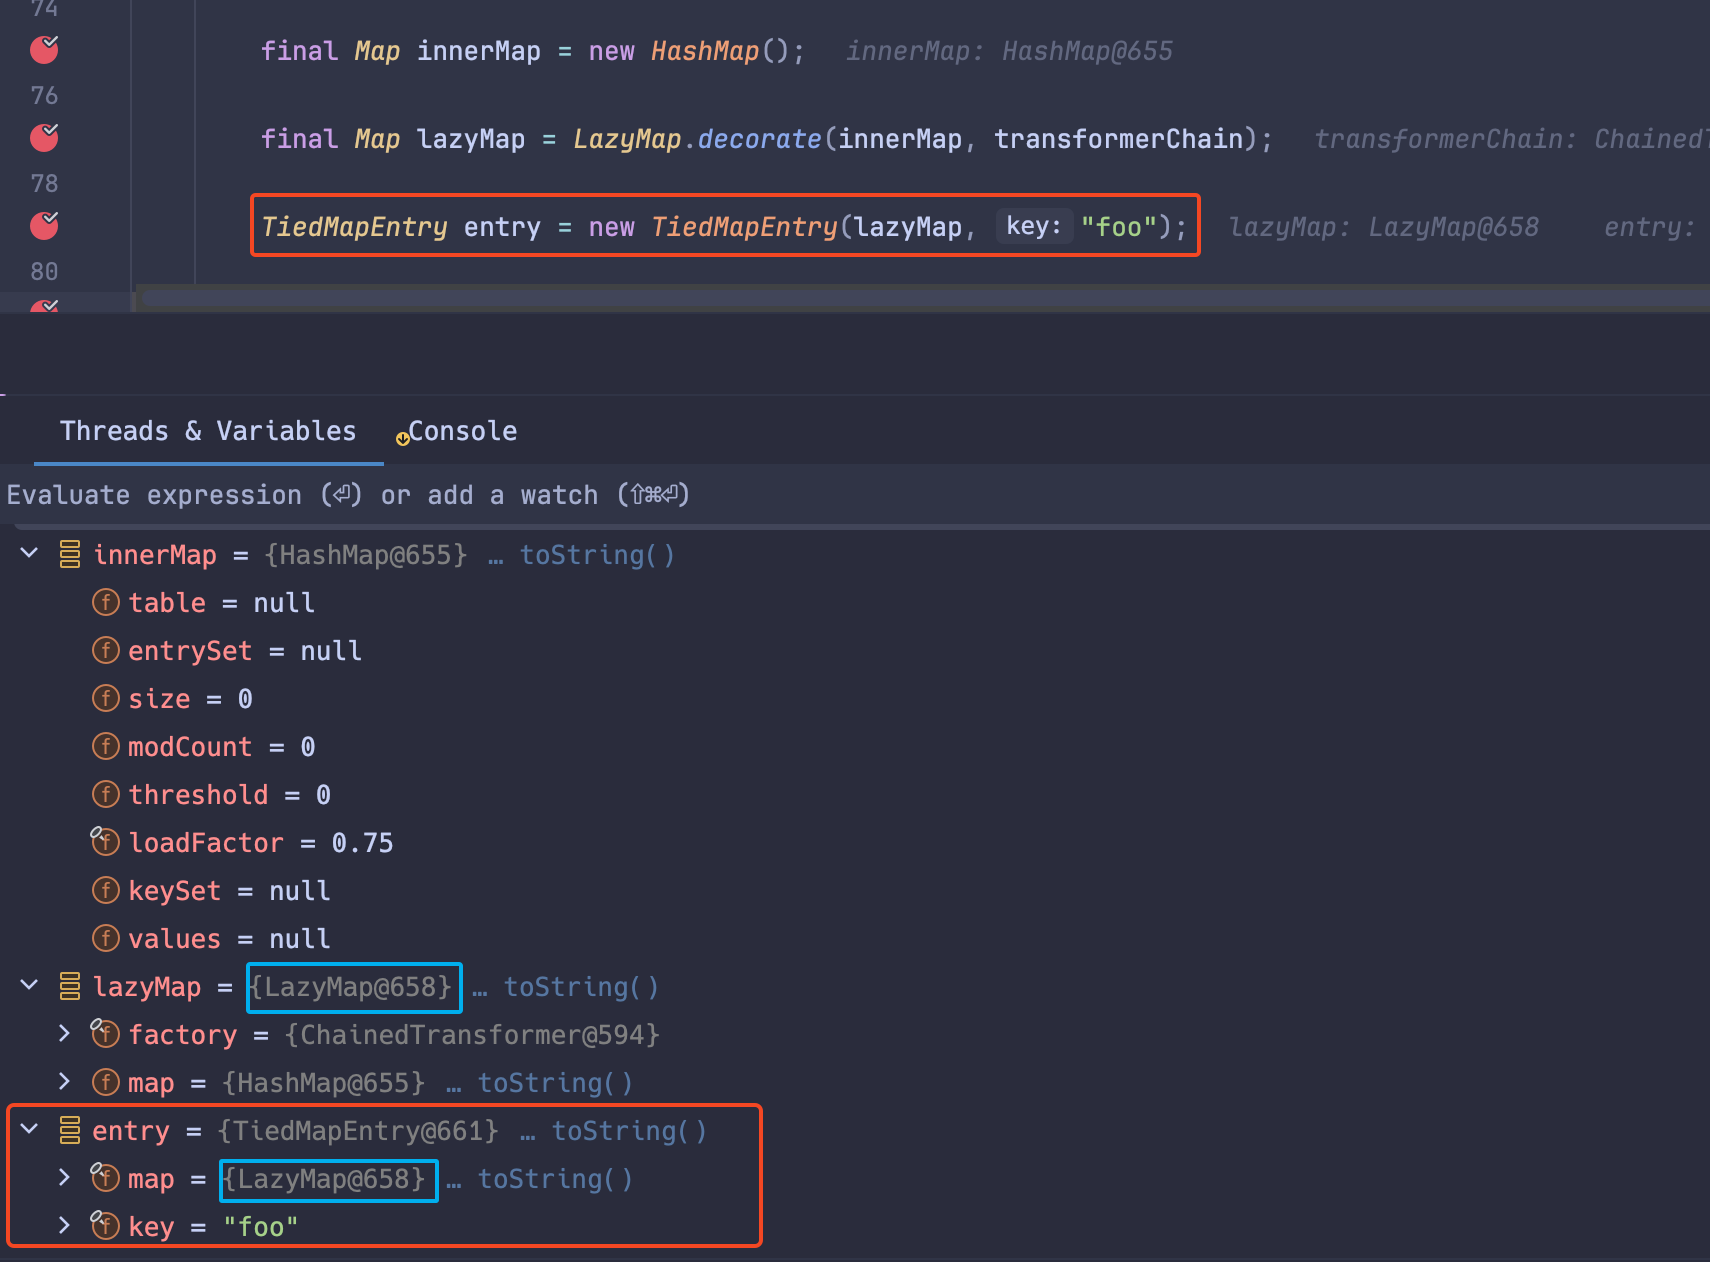 74
final Map innerMap = new HashMap();   innerMap: HashMap@655
76
final Map lazyMap = LazyMap.decorate(innerMap, transformerChain);   transformerChain: Chained
78
TiedMapEntry entry = new TiedMapEntry(lazyMap, key: "foo");   lazyMap: LazyMap@658   entry:
80
Threads & Variables   Console
Evaluate expression (⏎) or add a watch (⇧⌘⏎)
innerMap = {HashMap@655} … toString()
f table = null
f entrySet = null
f size = 0
f modCount = 0
f threshold = 0
f loadFactor = 0.75
f keySet = null
f values = null
lazyMap = {LazyMap@658} … toString()
f factory = {ChainedTransformer@594}
f map = {HashMap@655} … toString()
entry = {TiedMapEntry@661} … toString()
f map = {LazyMap@658} … toString()
f key = "foo"